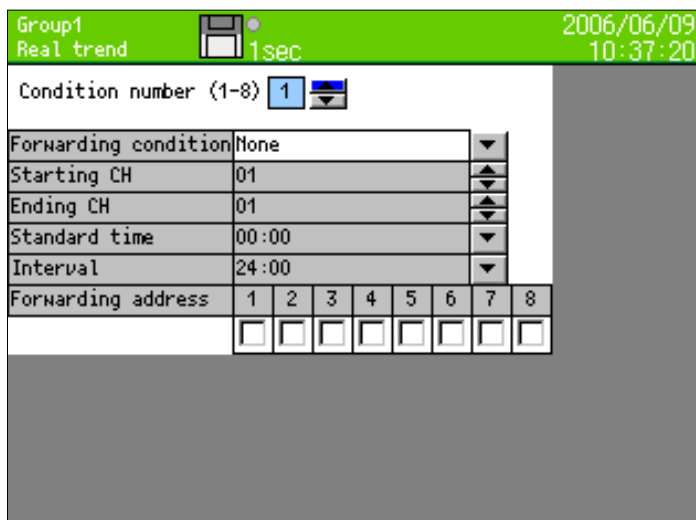 Group1
Real trend
1sec
2006/06/09
10:37:20
Condition number (1-8) 1
Forwarding condition None
Starting CH 01
Ending CH 01
Standard time 00:00
Interval 24:00
Forwarding address 1 2 3 4 5 6 7 8